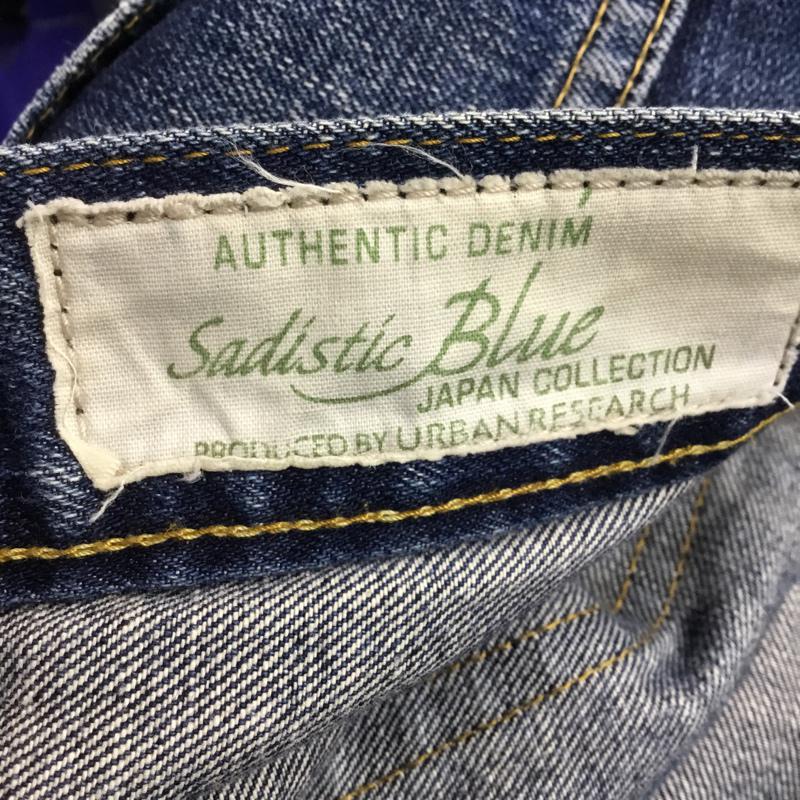 AUTHENTIC DENIM
Sadistic Blue
JAPAN COLLECTION
PRODUCED BY URBAN RESEARCH